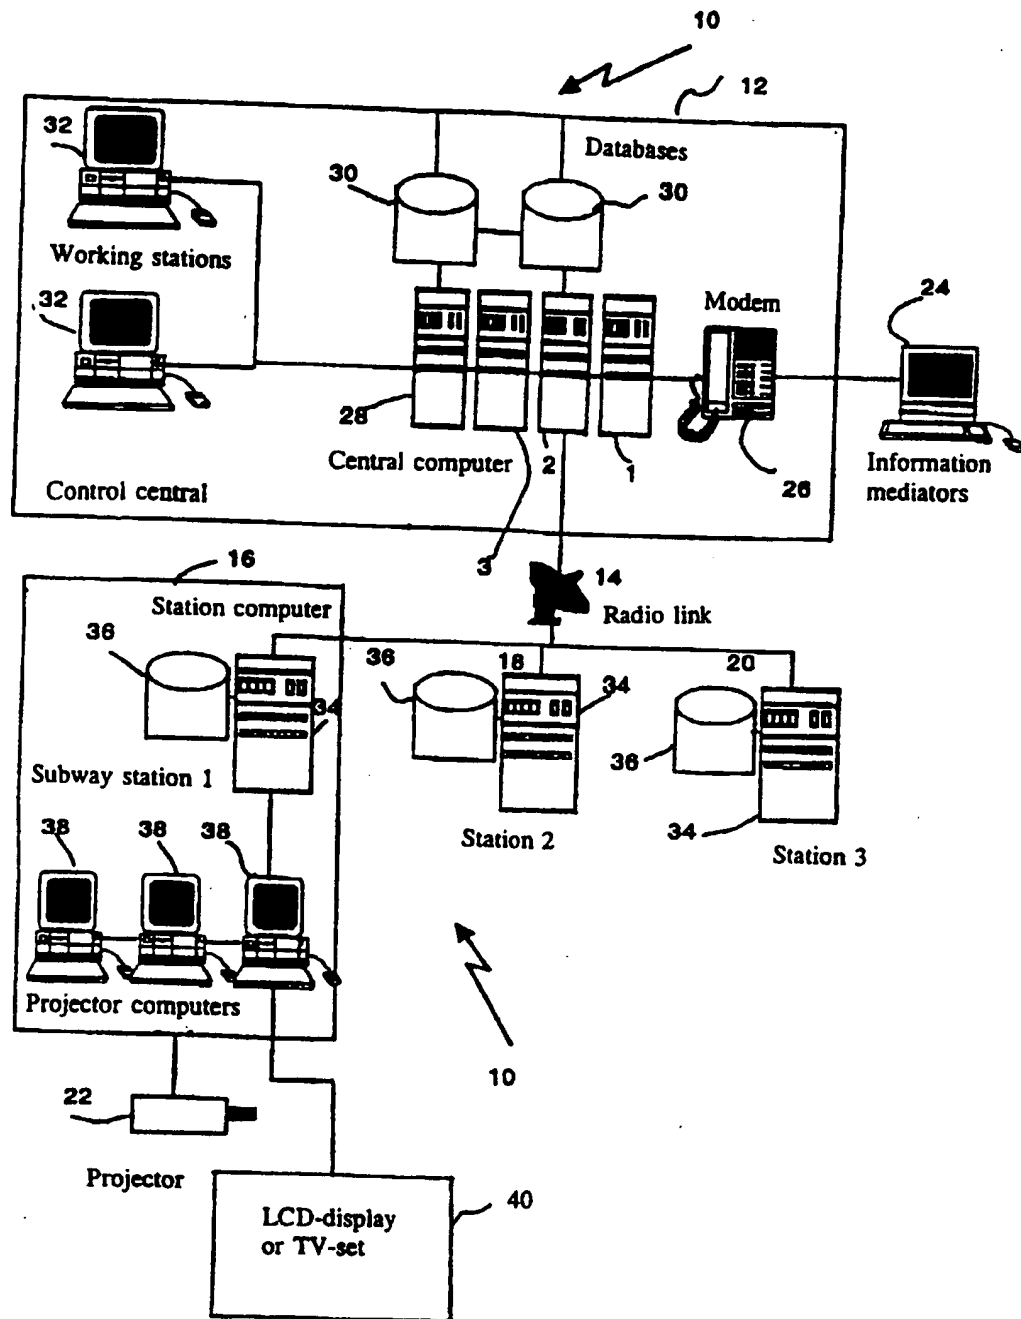 10
12
32
Databases
30
30
Working stations
32
Modem
24
28
Central computer
2
1
26
Information
mediators
Control central
3
16
14
Station computer
Radio link
36
36
18
20
34
34
36
Subway station 1
34
Station 2
Station 3
38
38
38
Projector computers
10
22
Projector
40
LCD-display
or TV-set